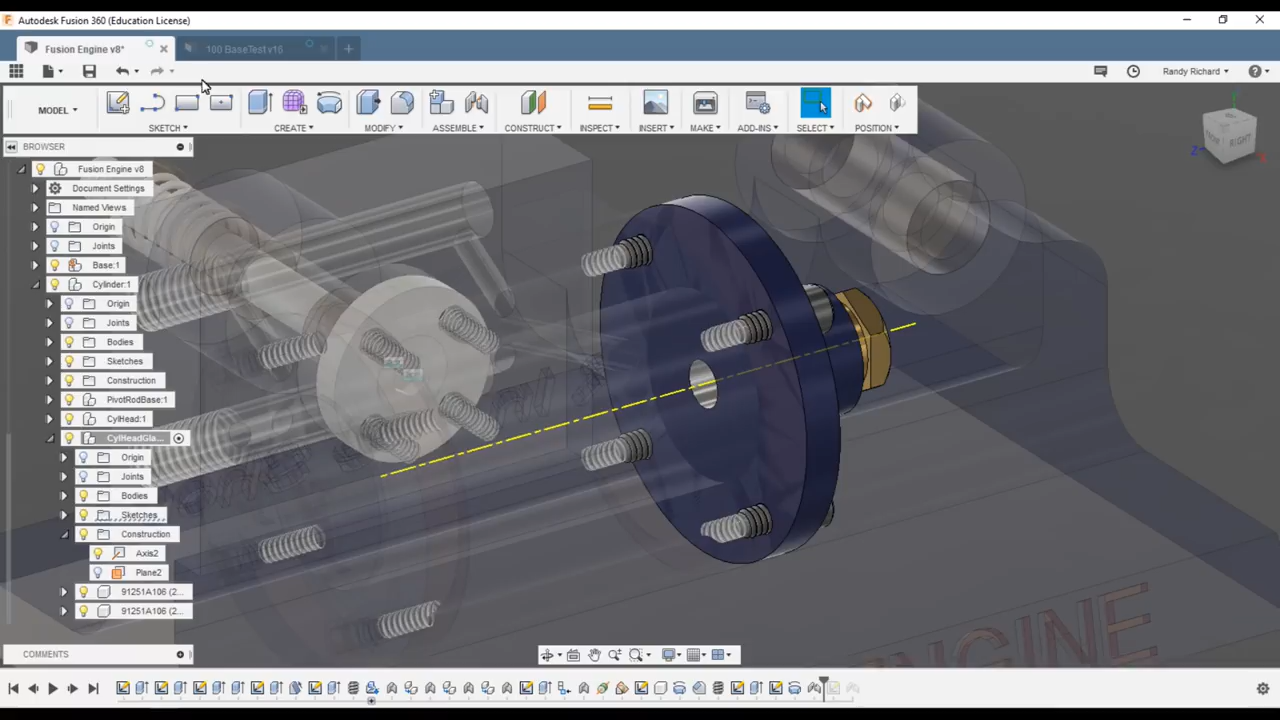 Autodesk Fusion 360 (Education License)
Fusion Engine v8*
100 BaseTest v16
Randy Richard
MODEL
SKETCH
CREATE
MODIFY
ASSEMBLE
CONSTRUCT
INSPECT
INSERT
MAKE
ADD-INS
SELECT
POSITION
RIGHT
Y
Z
X
BROWSER
Fusion Engine v8
Document Settings
Named Views
Origin
Joints
Base:1
Cylinder:1
Origin
Joints
Bodies
Sketches
Construction
PivotRodBase:1
CylHead:1
CylHeadGla...
Origin
Joints
Bodies
Sketches
Construction
Axis2
Plane2
91251A106 (2...
91251A106 (2...
ENGINE
COMMENTS